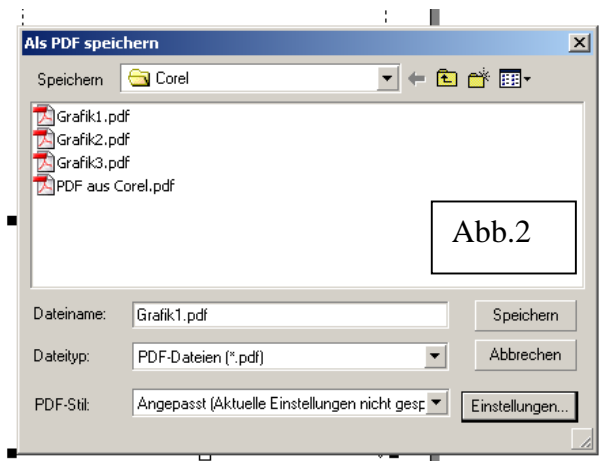 Als PDF speichern
Speichern Corel
Grafik1.pdf
Grafik2.pdf
Grafik3.pdf
PDF aus Corel.pdf
Abb.2
Dateiname: Grafik1.pdf Speichern
Dateityp: PDF-Dateien (*.pdf) Abbrechen
PDF-Stil: Angepasst (Aktuelle Einstellungen nicht gesp Einstellungen...